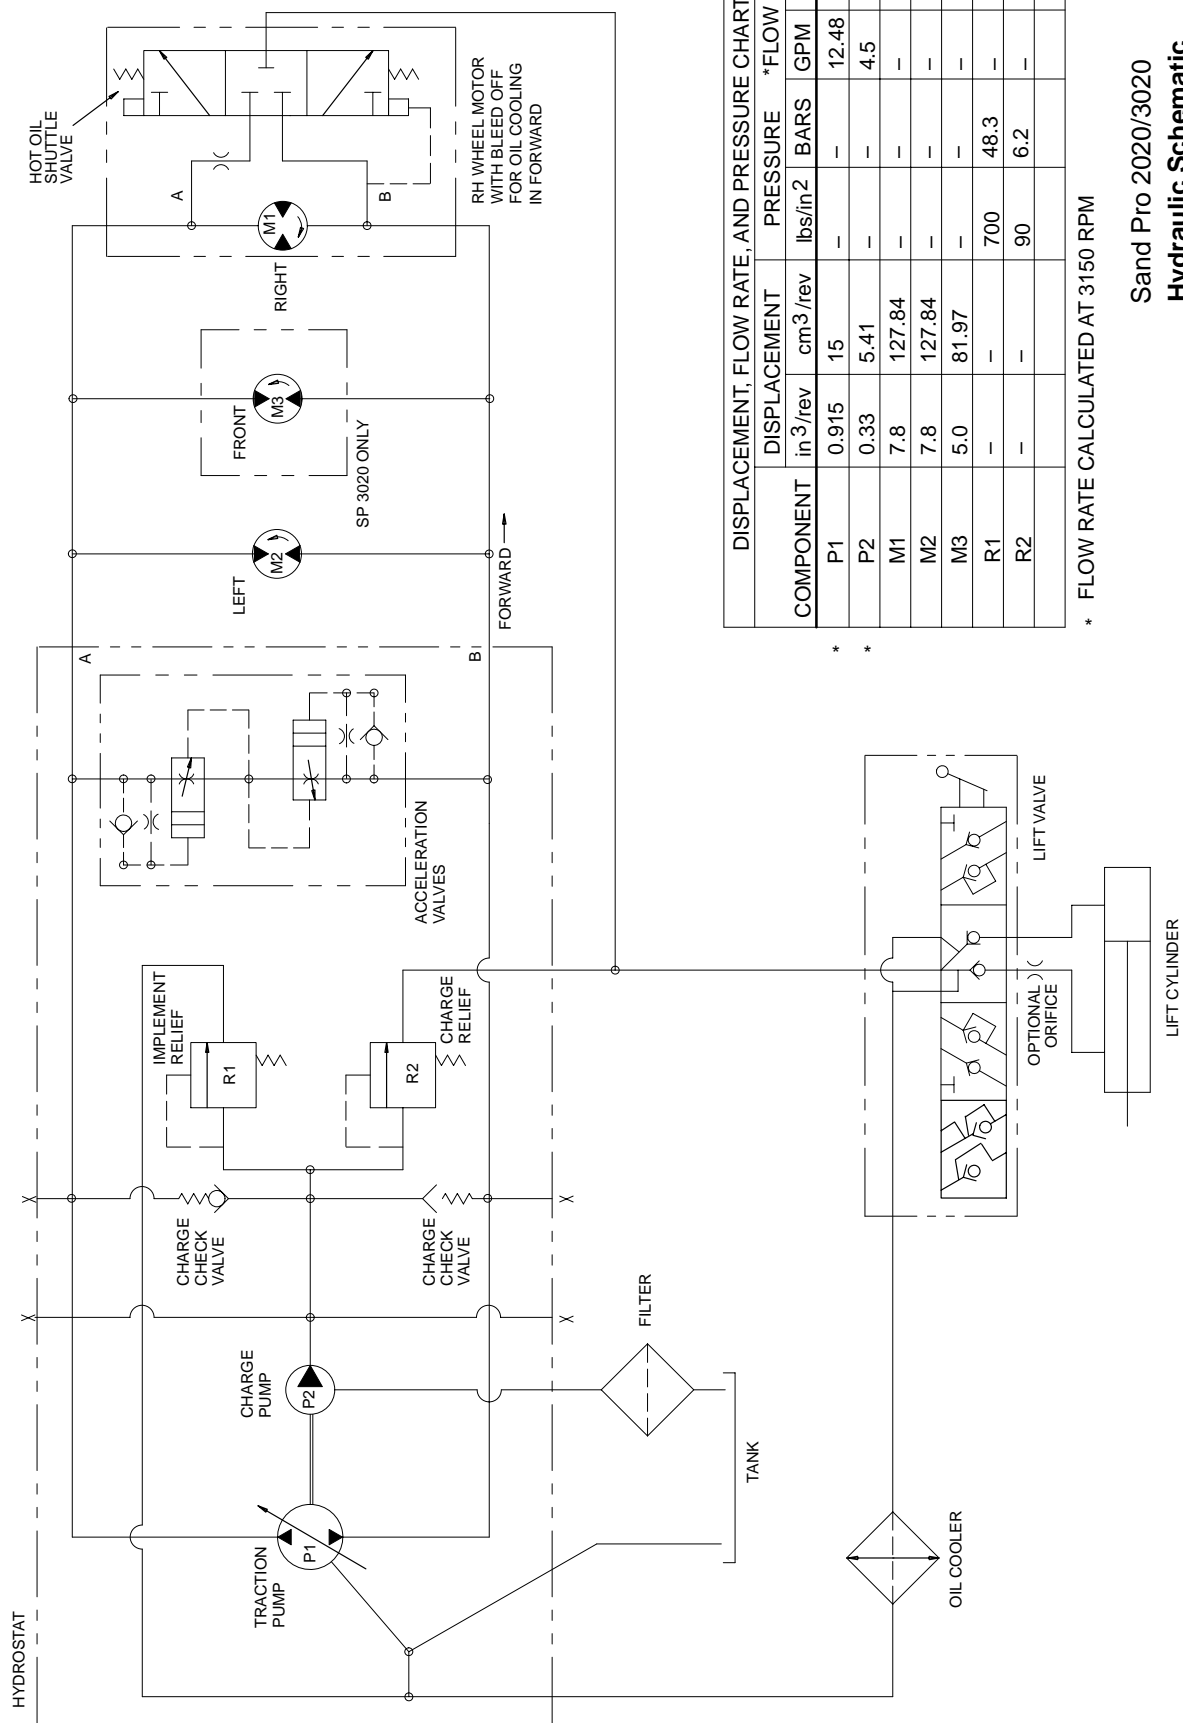 HYDROSTAT
TRACTION
PUMP
P1
CHARGE
PUMP
P2
CHARGE
CHECK
VALVE
CHARGE
CHECK
VALVE
X
X
X
X
IMPLEMENT
RELIEF
R1
CHARGE
RELIEF
R2
ACCELERATION
VALVES
A
B
LEFT
M2
FORWARD
FRONT
M3
SP 3020 ONLY
RIGHT
M1
A
B
HOT OIL
SHUTTLE
VALVE
RH WHEEL MOTOR
WITH BLEED OFF
FOR OIL COOLING
IN FORWARD
FILTER
TANK
OIL COOLER
LIFT VALVE
OPTIONAL
ORIFICE
LIFT CYLINDER
DISPLACEMENT, FLOW RATE, AND PRESSURE CHART
COMPONENT DISPLACEMENT PRESSURE *FLOW
in3/rev cm3/rev lbs/in2 BARS GPM
* P1 0.915 15 – – 12.48
* P2 0.33 5.41 – – 4.5
M1 7.8 127.84 – – –
M2 7.8 127.84 – – –
M3 5.0 81.97 – – –
R1 – – 700 48.3 –
R2 – – 90 6.2 –
* FLOW RATE CALCULATED AT 3150 RPM
Sand Pro 2020/3020
Hydraulic Schematic